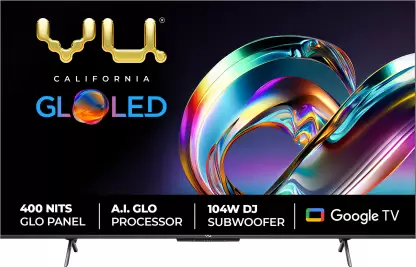 VU
CALIFORNIA
GLOLED
400 NITS
GLO PANEL
A.I. GLO
PROCESSOR
104W DJ
SUBWOOFER
Google TV